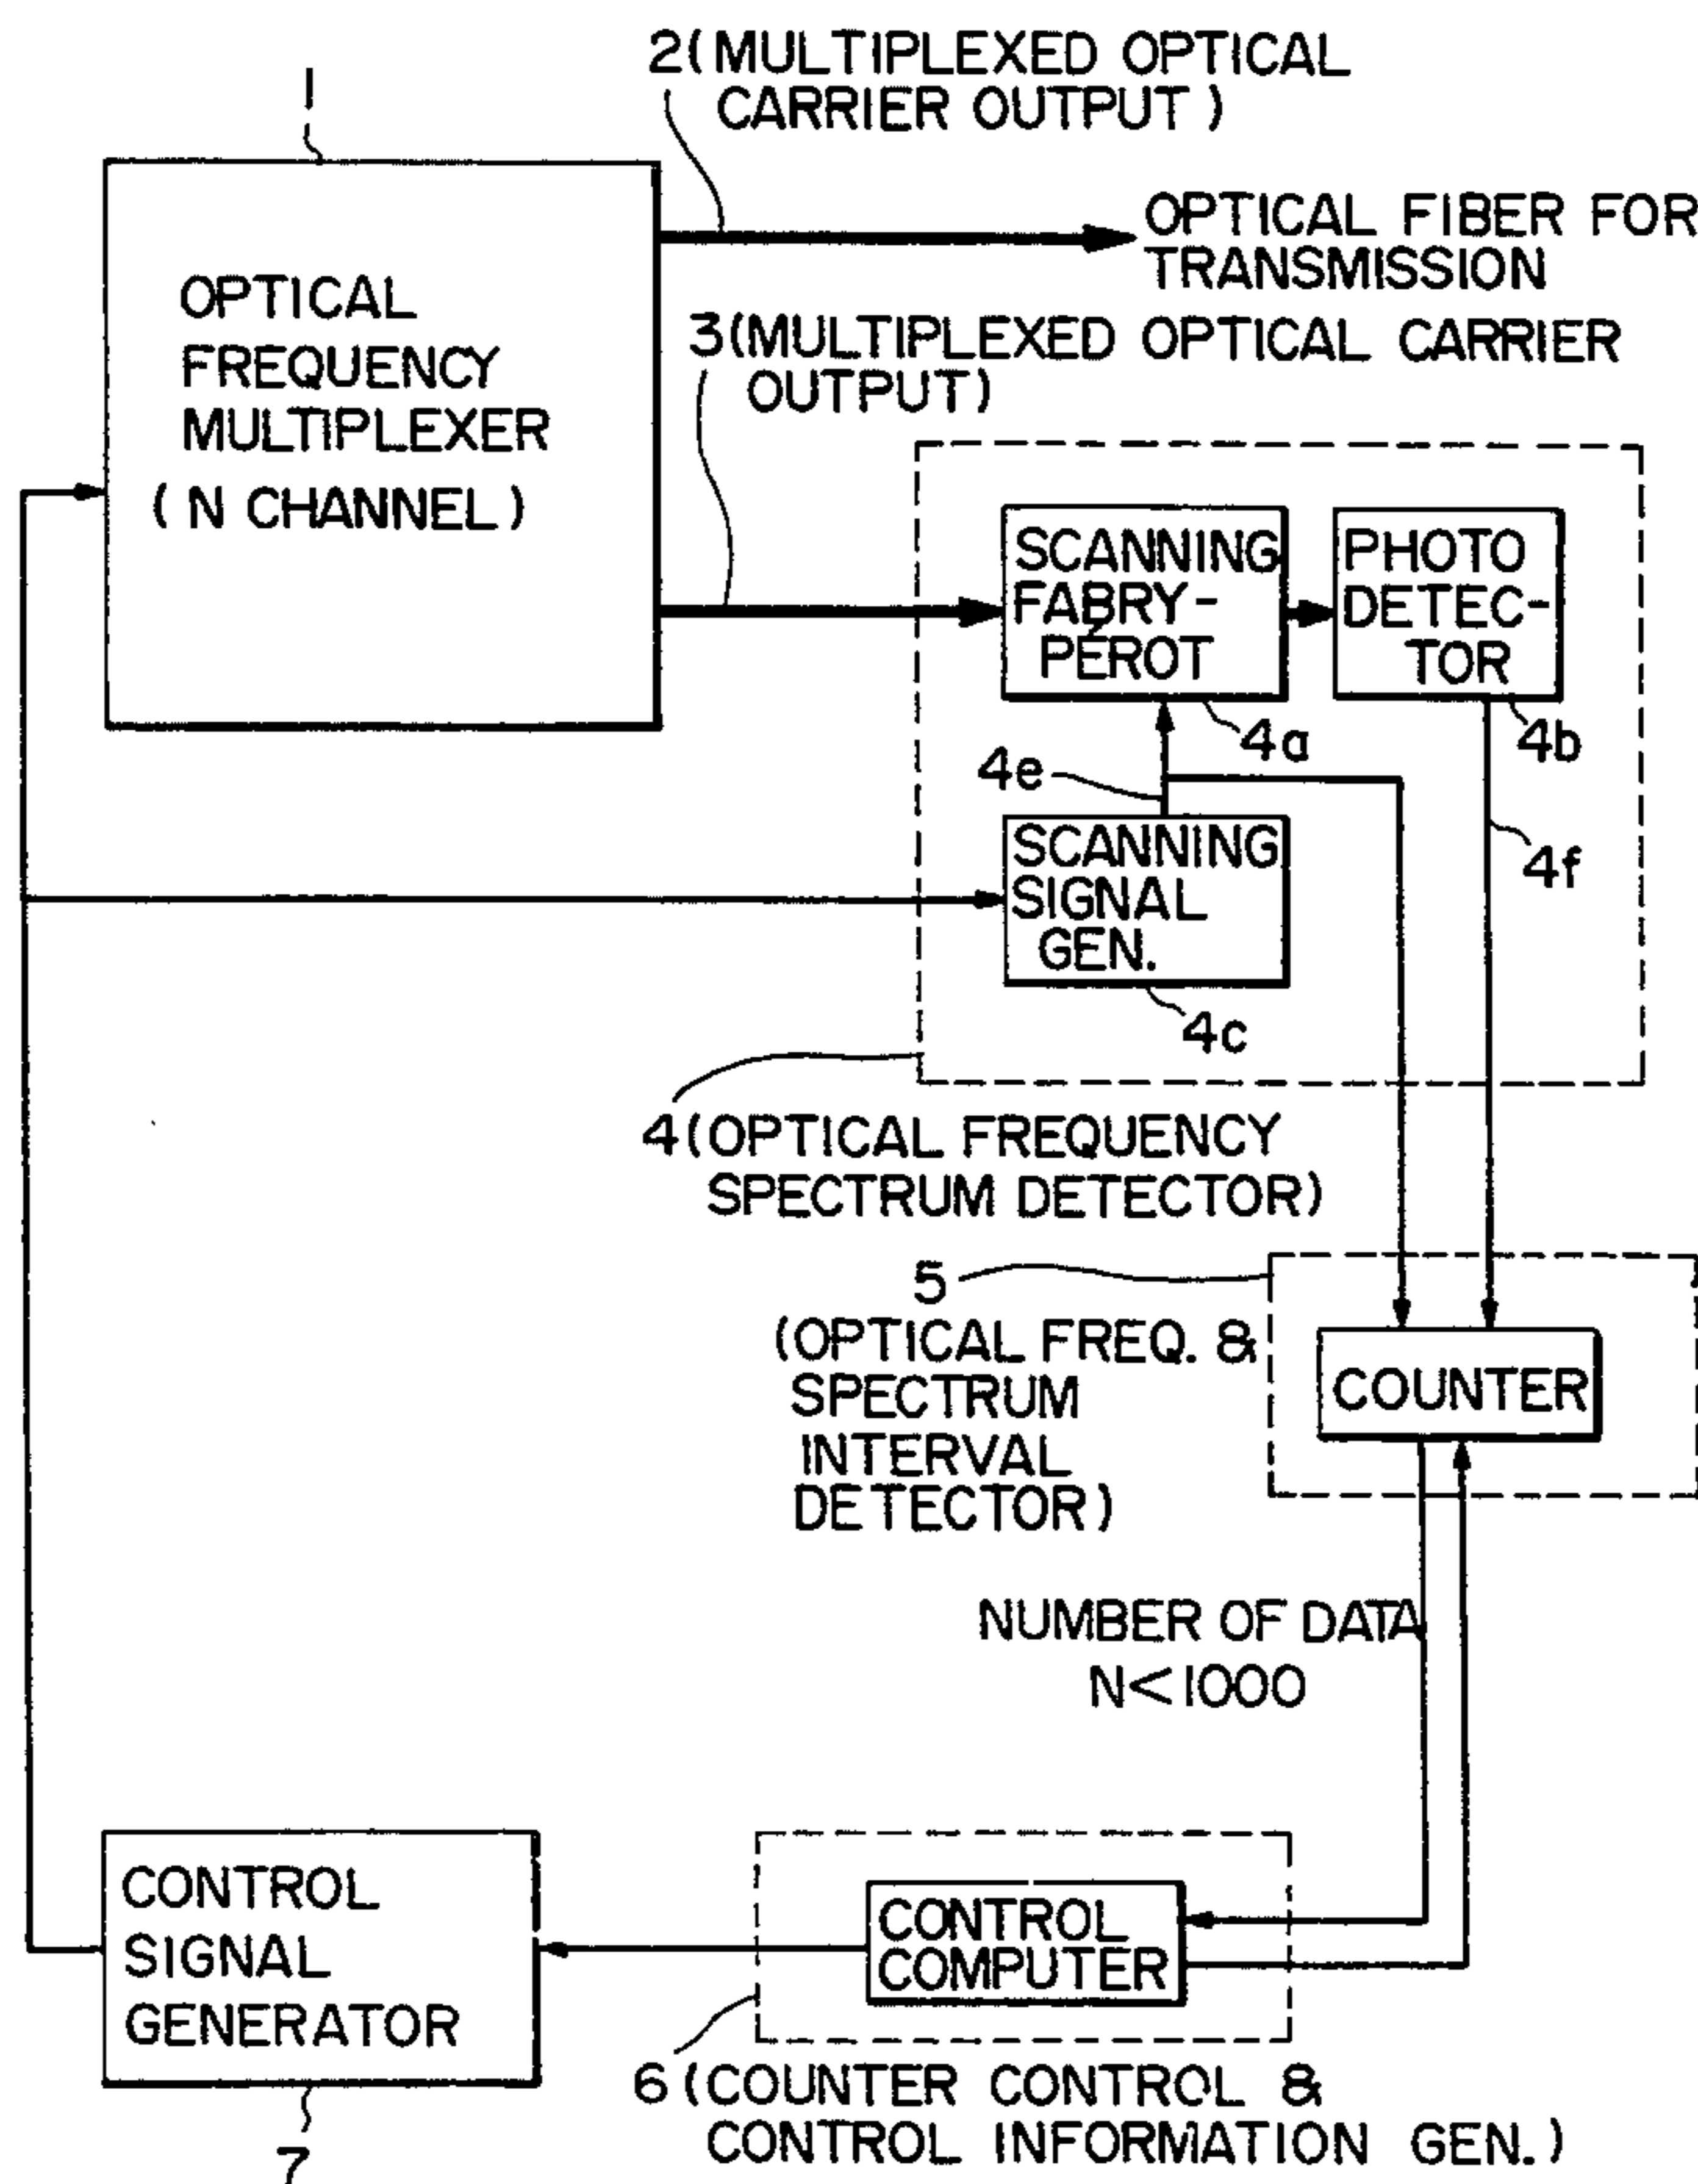 2(MULTIPLEXED OPTICAL
CARRIER OUTPUT)
1
OPTICAL FIBER FOR
TRANSMISSION
OPTICAL
FREQUENCY
MULTIPLEXER
(N CHANNEL)
3(MULTIPLEXED OPTICAL CARRIER
OUTPUT)
SCANNING
FABRY-
PÉROT
PHOTO
DETEC-
TOR
4a
4b
4e
4f
SCANNING
SIGNAL
GEN.
4c
4(OPTICAL FREQUENCY
SPECTRUM DETECTOR)
5
(OPTICAL FREQ. &
SPECTRUM
INTERVAL
DETECTOR)
COUNTER
NUMBER OF DATA
N<1000
CONTROL
SIGNAL
GENERATOR
CONTROL
COMPUTER
6(COUNTER CONTROL &
CONTROL INFORMATION GEN.)
7